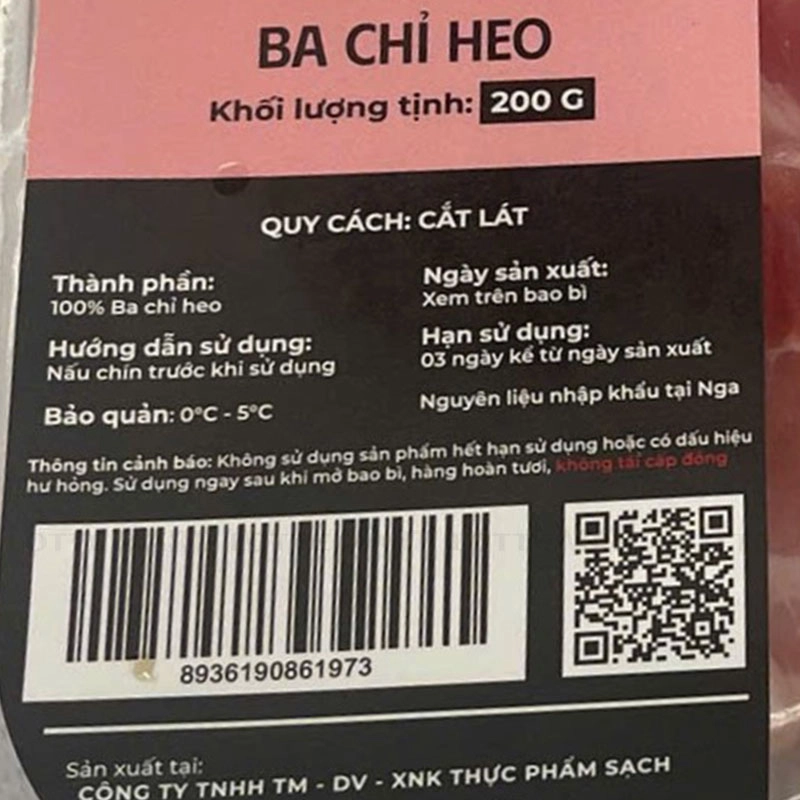 BA CHỈ HEO
Khối lượng tịnh: 200 G
QUY CÁCH: CẮT LÁT
Thành phần:
100% Ba chỉ heo
Hướng dẫn sử dụng:
Nấu chín trước khi sử dụng
Bảo quản: 0°C - 5°C
Ngày sản xuất:
Xem trên bao bì
Hạn sử dụng:
03 ngày kể từ ngày sản xuất
Nguyên liệu nhập khẩu tại Nga
Thông tin cảnh báo: Không sử dụng sản phẩm hết hạn sử dụng hoặc có dấu hiệu
hư hỏng. Sử dụng ngay sau khi mở bao bì, hàng hoàn tươi, không tái cấp đông
8936190861973
Sản xuất tại:
CÔNG TY TNHH TM - DV - XNK THỰC PHẨM SẠCH